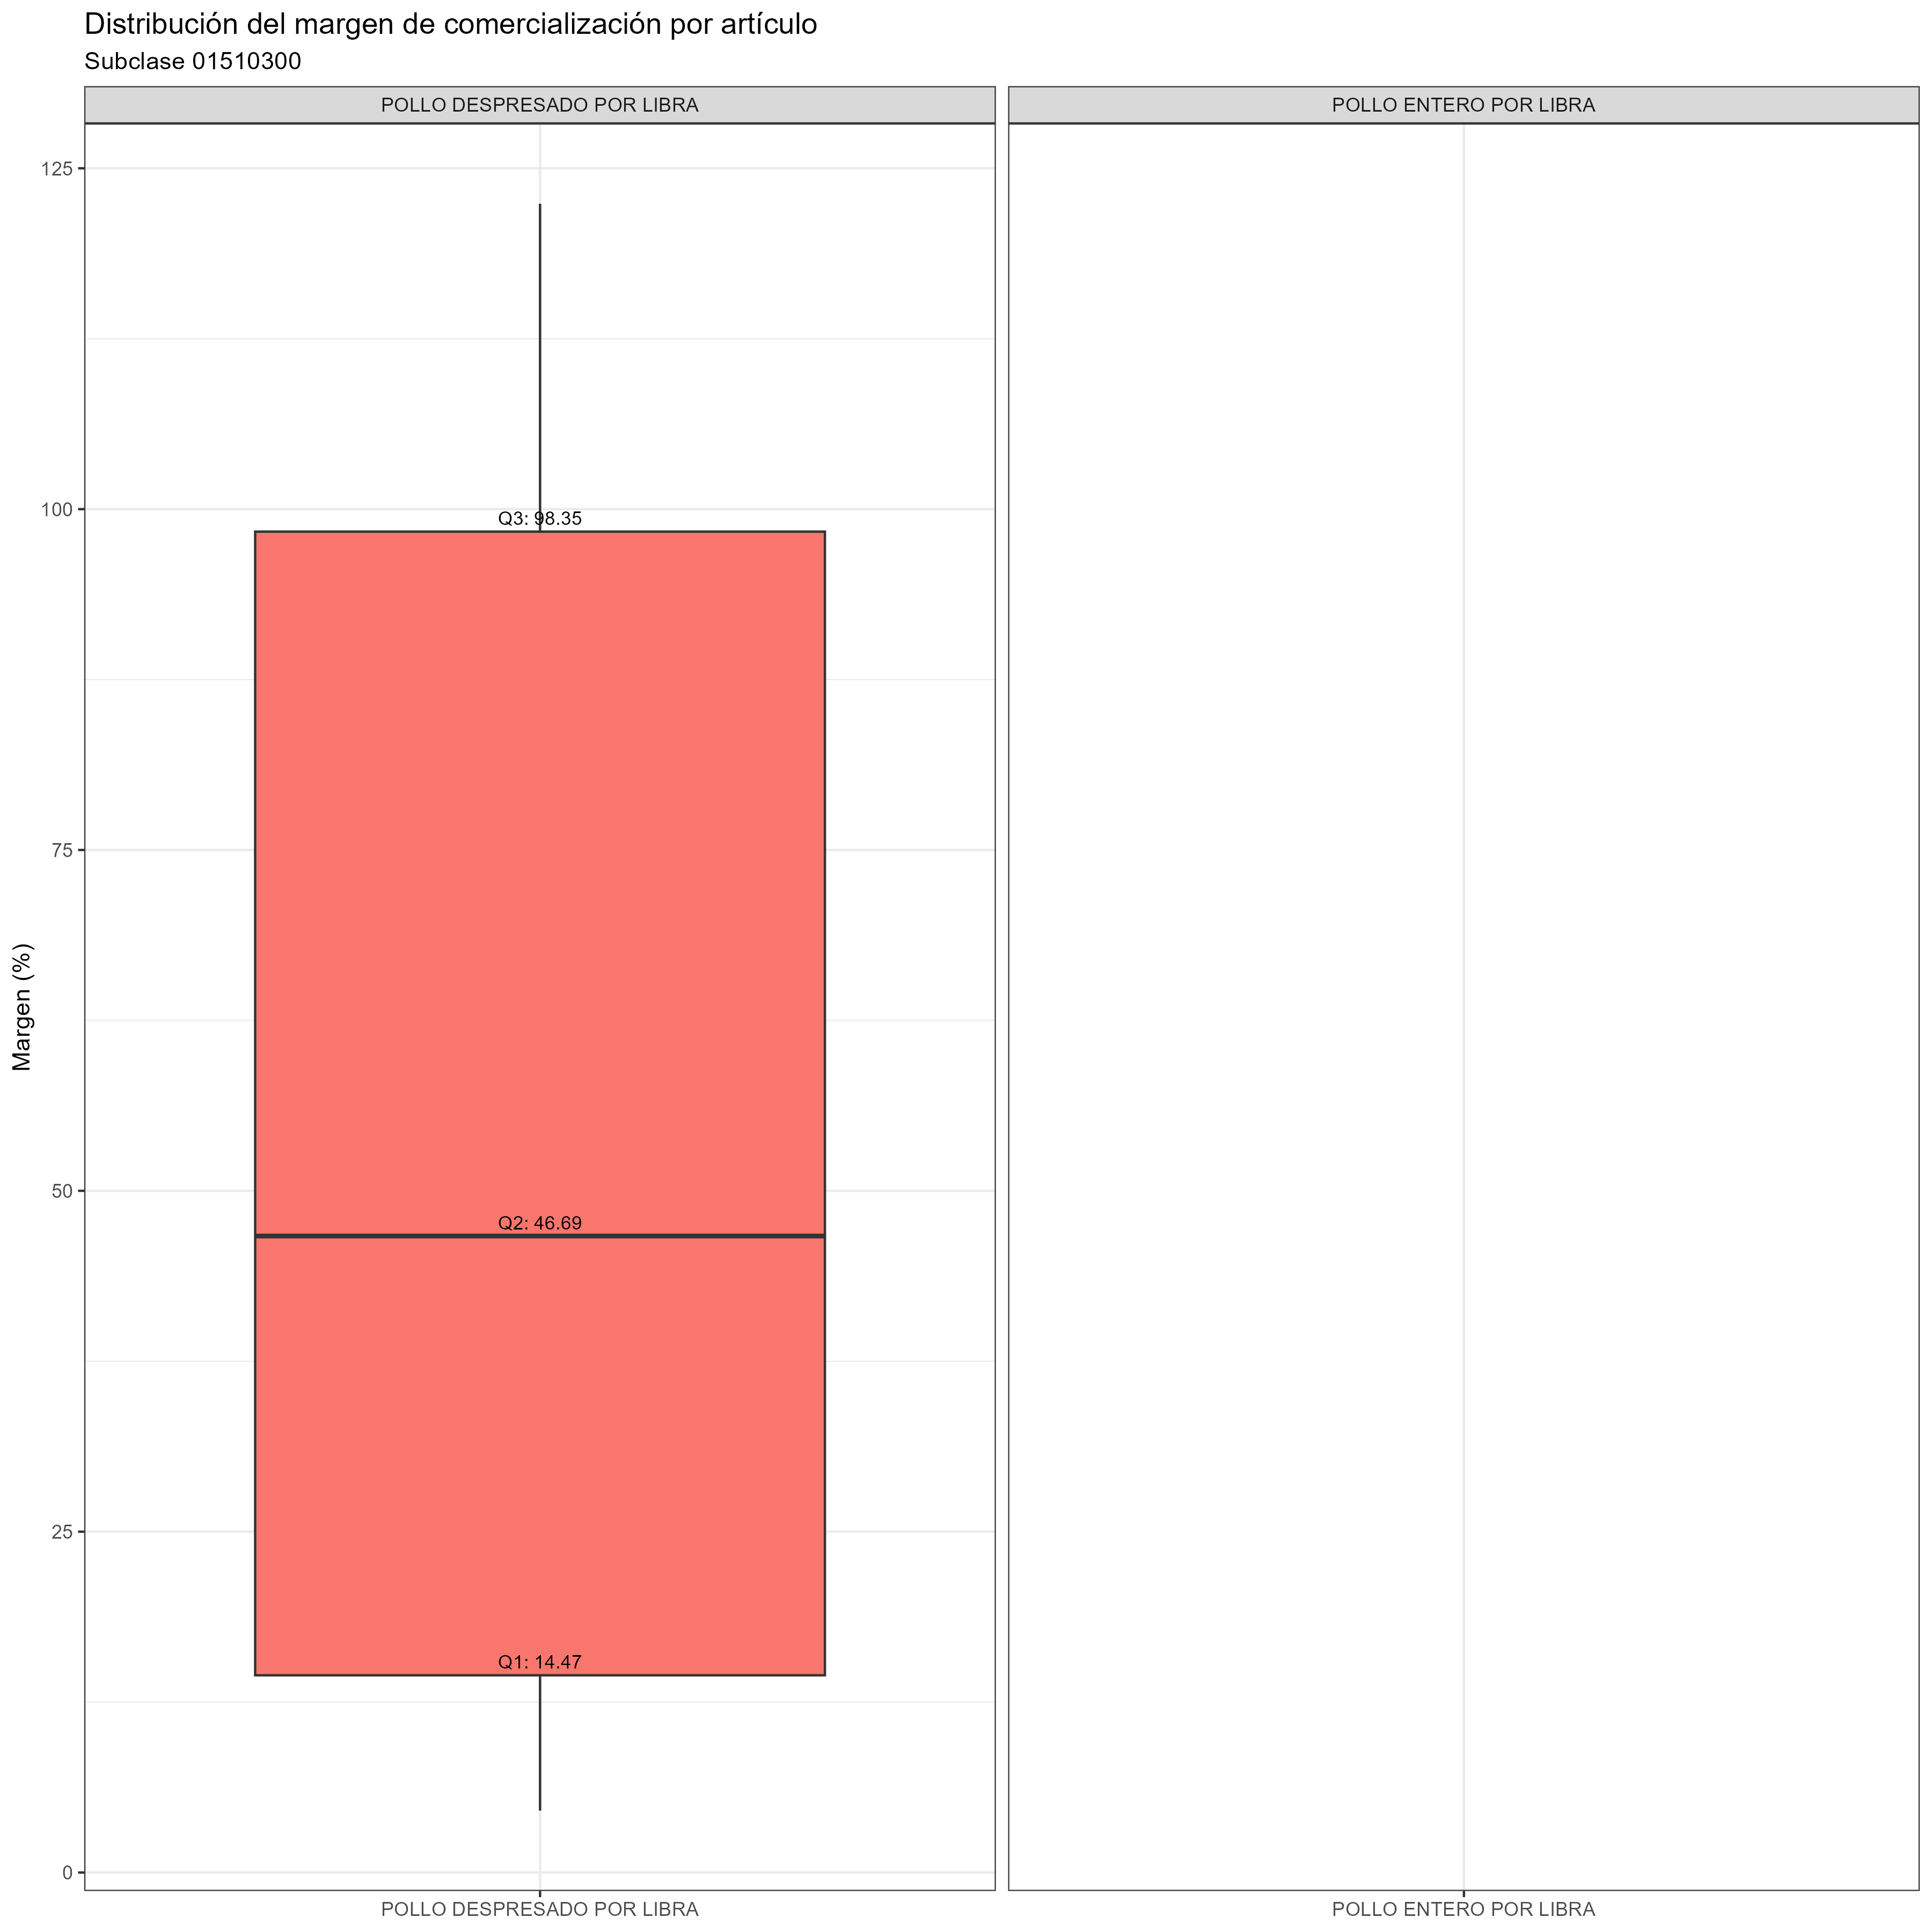 Distribución del margen de comercialización por artículo
Subclase 01510300
POLLO DESPRESADO POR LIBRA
POLLO ENTERO POR LIBRA
Margen (%)
125
100
75
50
25
0
Q3: 98.35
Q2: 46.69
Q1: 14.47
POLLO DESPRESADO POR LIBRA
POLLO ENTERO POR LIBRA